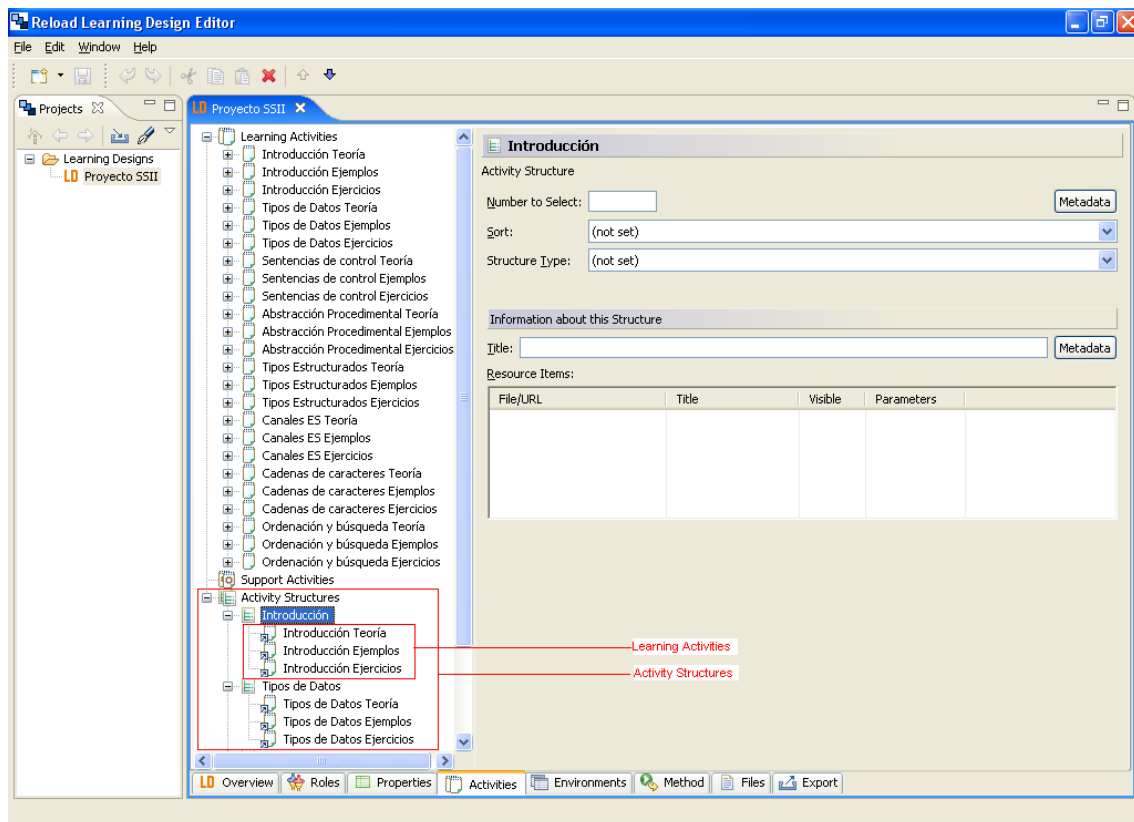 Reload Learning Design Editor
File Edit Window Help
Projects
Learning Designs
LD Proyecto SSII
LD Proyecto SSII
Learning Activities
Introducción Teoría
Introducción Ejemplos
Introducción Ejercicios
Tipos de Datos Teoría
Tipos de Datos Ejemplos
Tipos de Datos Ejercicios
Sentencias de control Teoría
Sentencias de control Ejemplos
Sentencias de control Ejercicios
Abstracción Procedimental Teoría
Abstracción Procedimental Ejemplos
Abstracción Procedimental Ejercicios
Tipos Estructurados Teoría
Tipos Estructurados Ejemplos
Tipos Estructurados Ejercicios
Canales ES Teoría
Canales ES Ejemplos
Canales ES Ejercicios
Cadenas de caracteres Teoría
Cadenas de caracteres Ejemplos
Cadenas de caracteres Ejercicios
Ordenación y búsqueda Teoría
Ordenación y búsqueda Ejemplos
Ordenación y búsqueda Ejercicios
Support Activities
Activity Structures
Introducción
Introducción Teoría
Introducción Ejemplos
Introducción Ejercicios
Tipos de Datos
Tipos de Datos Teoría
Tipos de Datos Ejemplos
Tipos de Datos Ejercicios
Introducción
Activity Structure
Number to Select: Metadata
Sort: (not set)
Structure Type: (not set)
Information about this Structure
Title: Metadata
Resource Items:
File/URL Title Visible Parameters
Learning Activities
Activity Structures
LD Overview Roles Properties Activities Environments Method Files Export